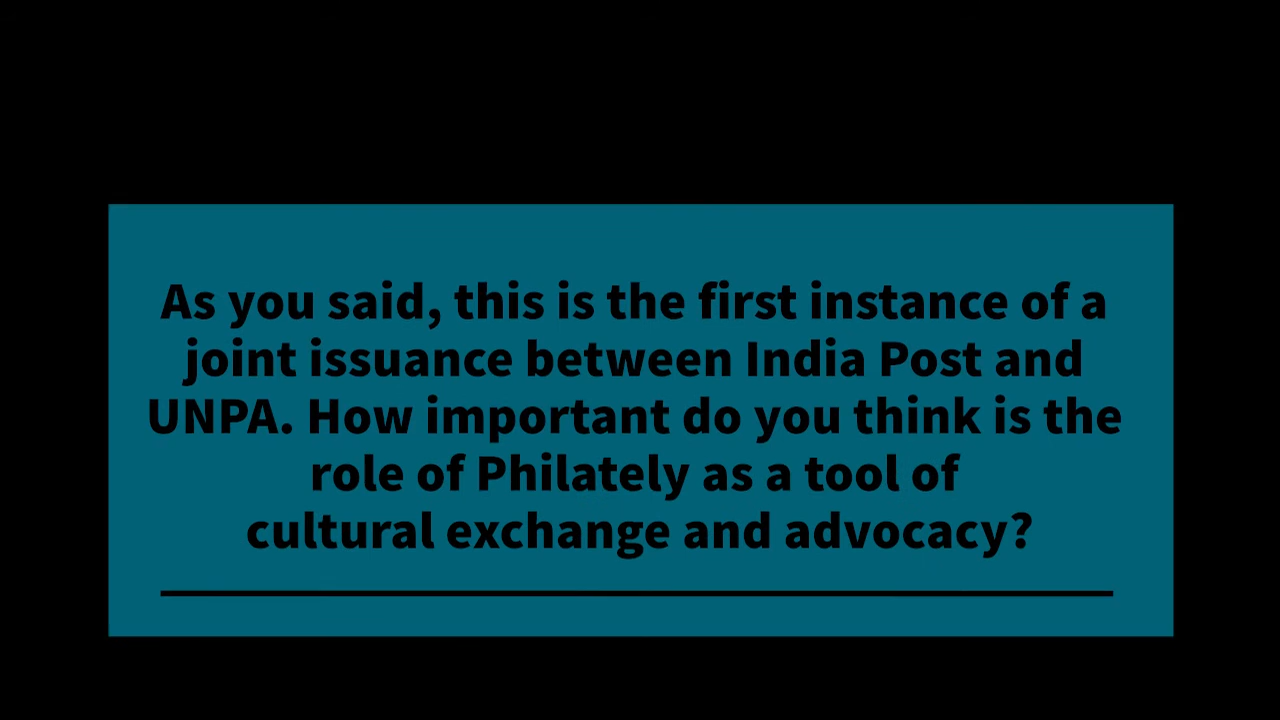 As you said, this is the first instance of a
joint issuance between India Post and
UNPA. How important do you think is the
role of Philately as a tool of
cultural exchange and advocacy?